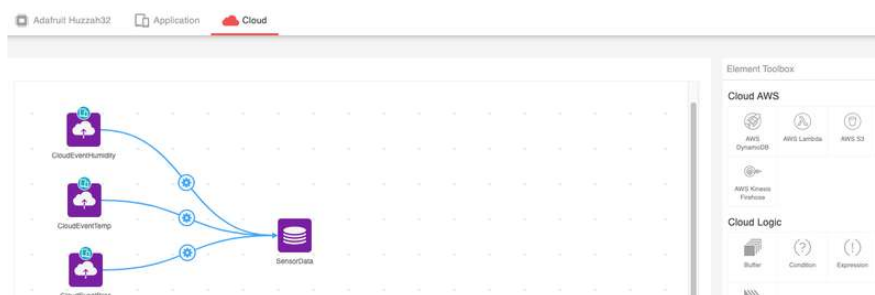 Adafruit Huzzah32
Application
Cloud
Element Toolbox
Cloud AWS
AWS
DynamicDB
AWS Lambda
AWS S3
AWS Kinesis
Firehose
Cloud Logic
Buffer
Condition
Expression
CloudEventHumidity
CloudEventTemp
SensorData